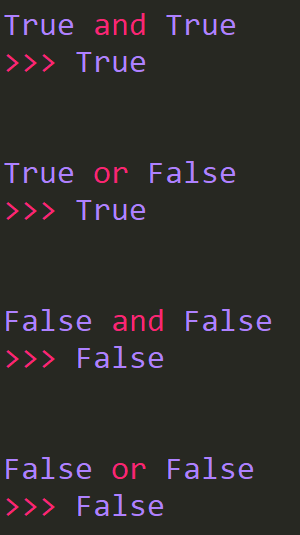 True and True
>>> True
True or False
>>> True
False and False
>>> False
False or False
>>> False